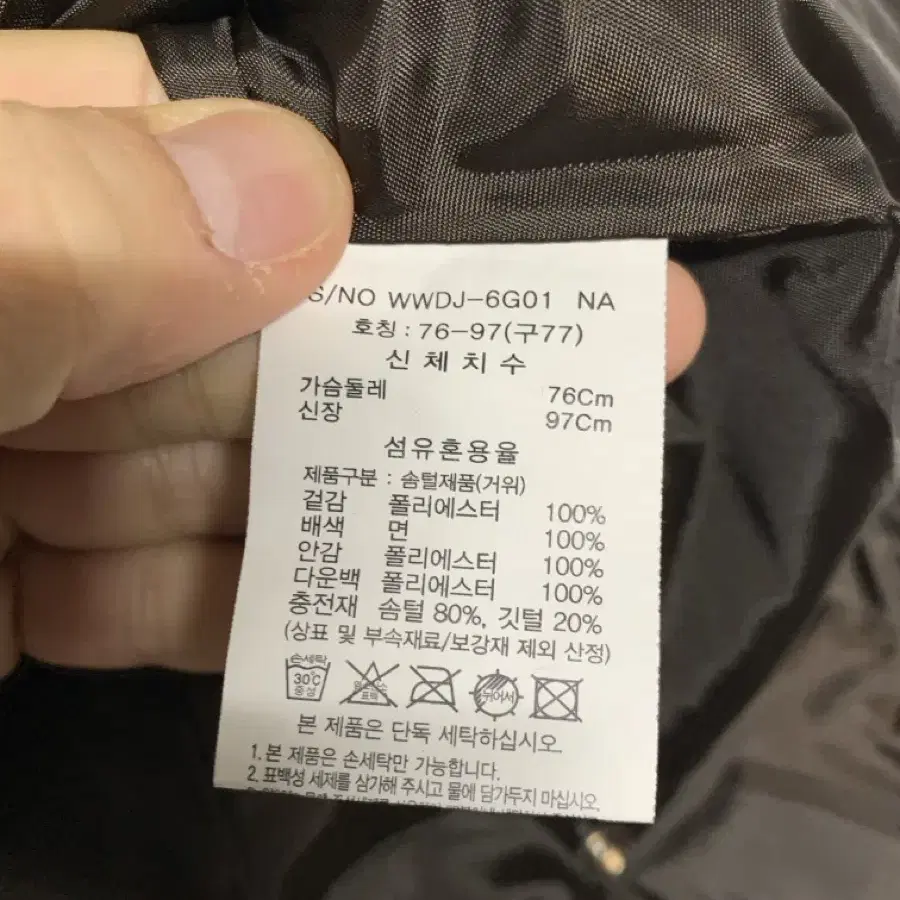 S/NO WWDJ-6G01 NA
호칭 : 76-97(구77)
신체치수
가슴둘레 76Cm
신장 97Cm
섬유혼용율
제품구분 : 솜털재품(거위)
겉감 폴리에스터 100%
배색 면 100%
안감 폴리에스터 100%
다운백 폴리에스터 100%
충전재 솜털 80%, 깃털 20%
(상표 및 부속재료/보강재 제외 산정)
손세탁
30℃
중성
표백
뉘어서
본 제품은 단독 세탁하십시오.
1. 본 제품은 손세탁만 가능합니다.
2. 표백성 세제를 삼가해 주시고 물에 담가두지 마십시오.